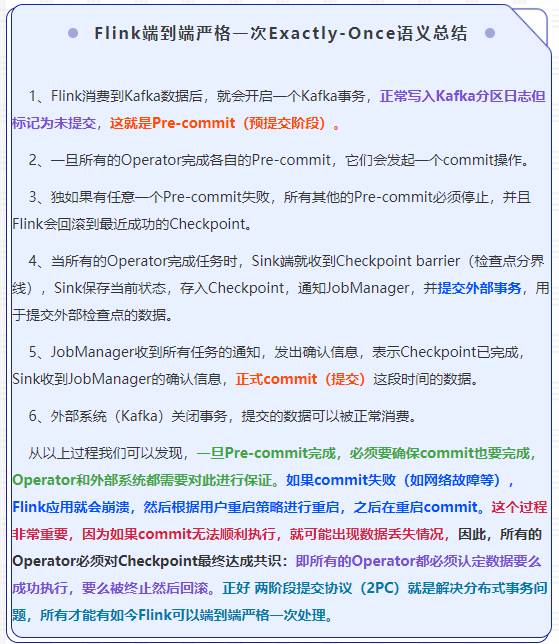 Flink端到端严格一次Exactly-Once语义总结
1、Flink消费到Kafka数据后，就会开启一个Kafka事务，正常写入Kafka分区日志但
标记为未提交，这就是Pre-commit（预提交阶段）。
2、一旦所有的Operator完成各自的Pre-commit，它们会发起一个commit操作。
3、独如果有任意一个Pre-commit失败，所有其他的Pre-commit必须停止，并且
Flink会回滚到最近成功的Checkpoint。
4、当所有的Operator完成任务时，Sink端就收到Checkpoint barrier（检查点分界
线），Sink保存当前状态，存入Checkpoint，通知JobManager，并提交外部事务，用
于提交外部检查点的数据。
5、JobManager收到所有任务的通知，发出确认信息，表示Checkpoint已完成，
Sink收到JobManager的确认信息，正式commit（提交）这段时间的数据。
6、外部系统（Kafka）关闭事务，提交的数据可以被正常消费。
从以上过程我们可以发现，一旦Pre-commit完成，必须要确保commit也要完成，
Operator和外部系统都需要对此进行保证。如果commit失败（如网络故障等），
Flink应用就会崩溃，然后根据用户重启策略进行重启，之后在重启commit。这个过程
非常重要，因为如果commit无法顺利执行，就可能出现数据丢失情况，因此，所有的
Operator必须对Checkpoint最终达成共识：即所有的Operator都必须认定数据要么
成功执行，要么被终止然后回滚。正好 两阶段提交协议（2PC）就是解决分布式事务问
题，所有才能有如今Flink可以端到端严格一次处理。